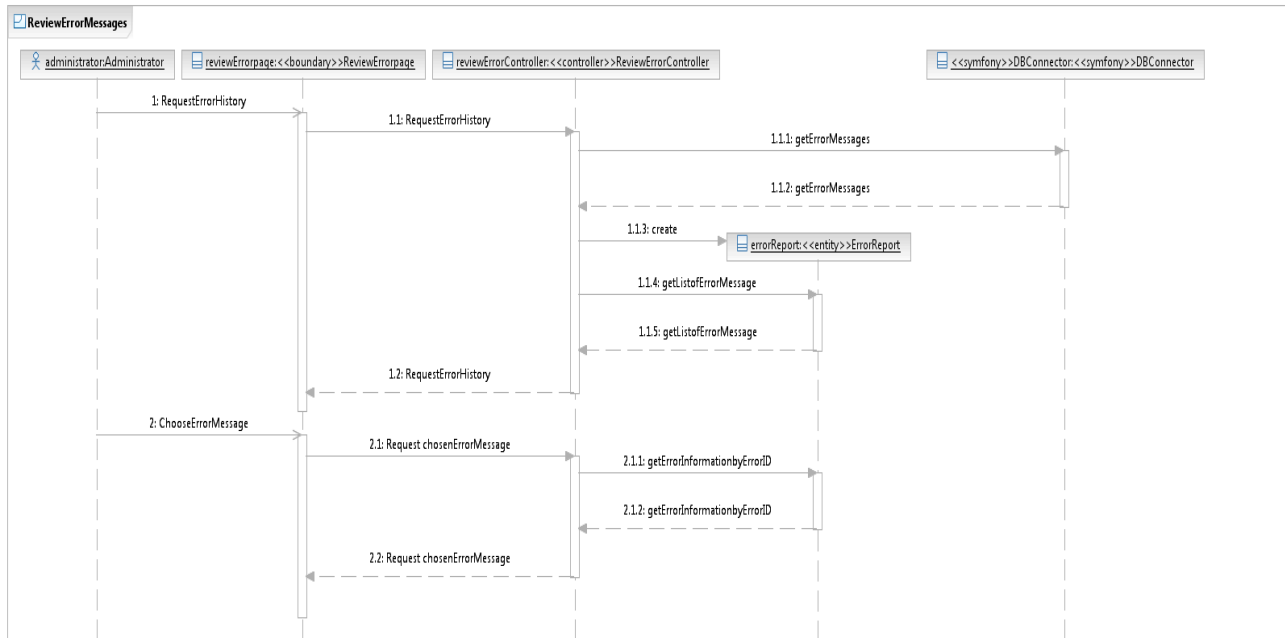 ReviewErrorMessages
administrator:Administrator
reviewErrorpage:<<boundary>>ReviewErrorpage
reviewErrorController:<<controller>>ReviewErrorController
<<symfony>>DBConnector:<<symfony>>DBConnector
1: RequestErrorHistory
1.1: RequestErrorHistory
1.1.1: getErrorMessages
1.1.2: getErrorMessages
1.1.3: create
errorReport:<<entity>>ErrorReport
1.1.4: getListofErrorMessage
1.1.5: getListofErrorMessage
1.2: RequestErrorHistory
2: ChooseErrorMessage
2.1: Request chosenErrorMessage
2.1.1: getErrorInformationbyErrorID
2.1.2: getErrorInformationbyErrorID
2.2: Request chosenErrorMessage